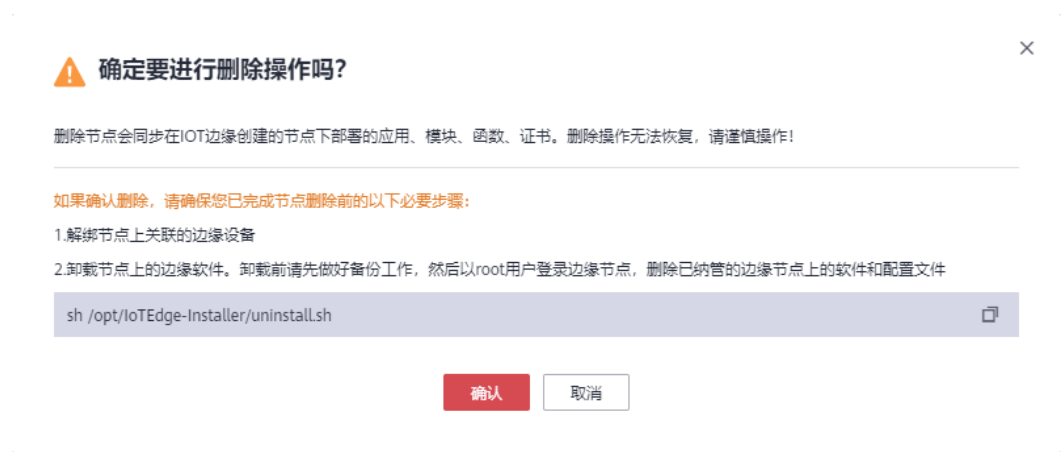 确定要进行删除操作吗?
删除节点会同步在IOT边缘创建的节点下部署的应用、模块、函数、证书。删除操作无法恢复，请谨慎操作！
如果确认删除，请确保您已完成节点删除前的以下必要步骤：
1.解绑节点上关联的边缘设备
2.卸载节点上的边缘软件。卸载前请先做好备份工作，然后以root用户登录边缘节点，删除已纳管的边缘节点上的软件和配置文件
sh /opt/IoTEdge-Installer/uninstall.sh
确认 取消